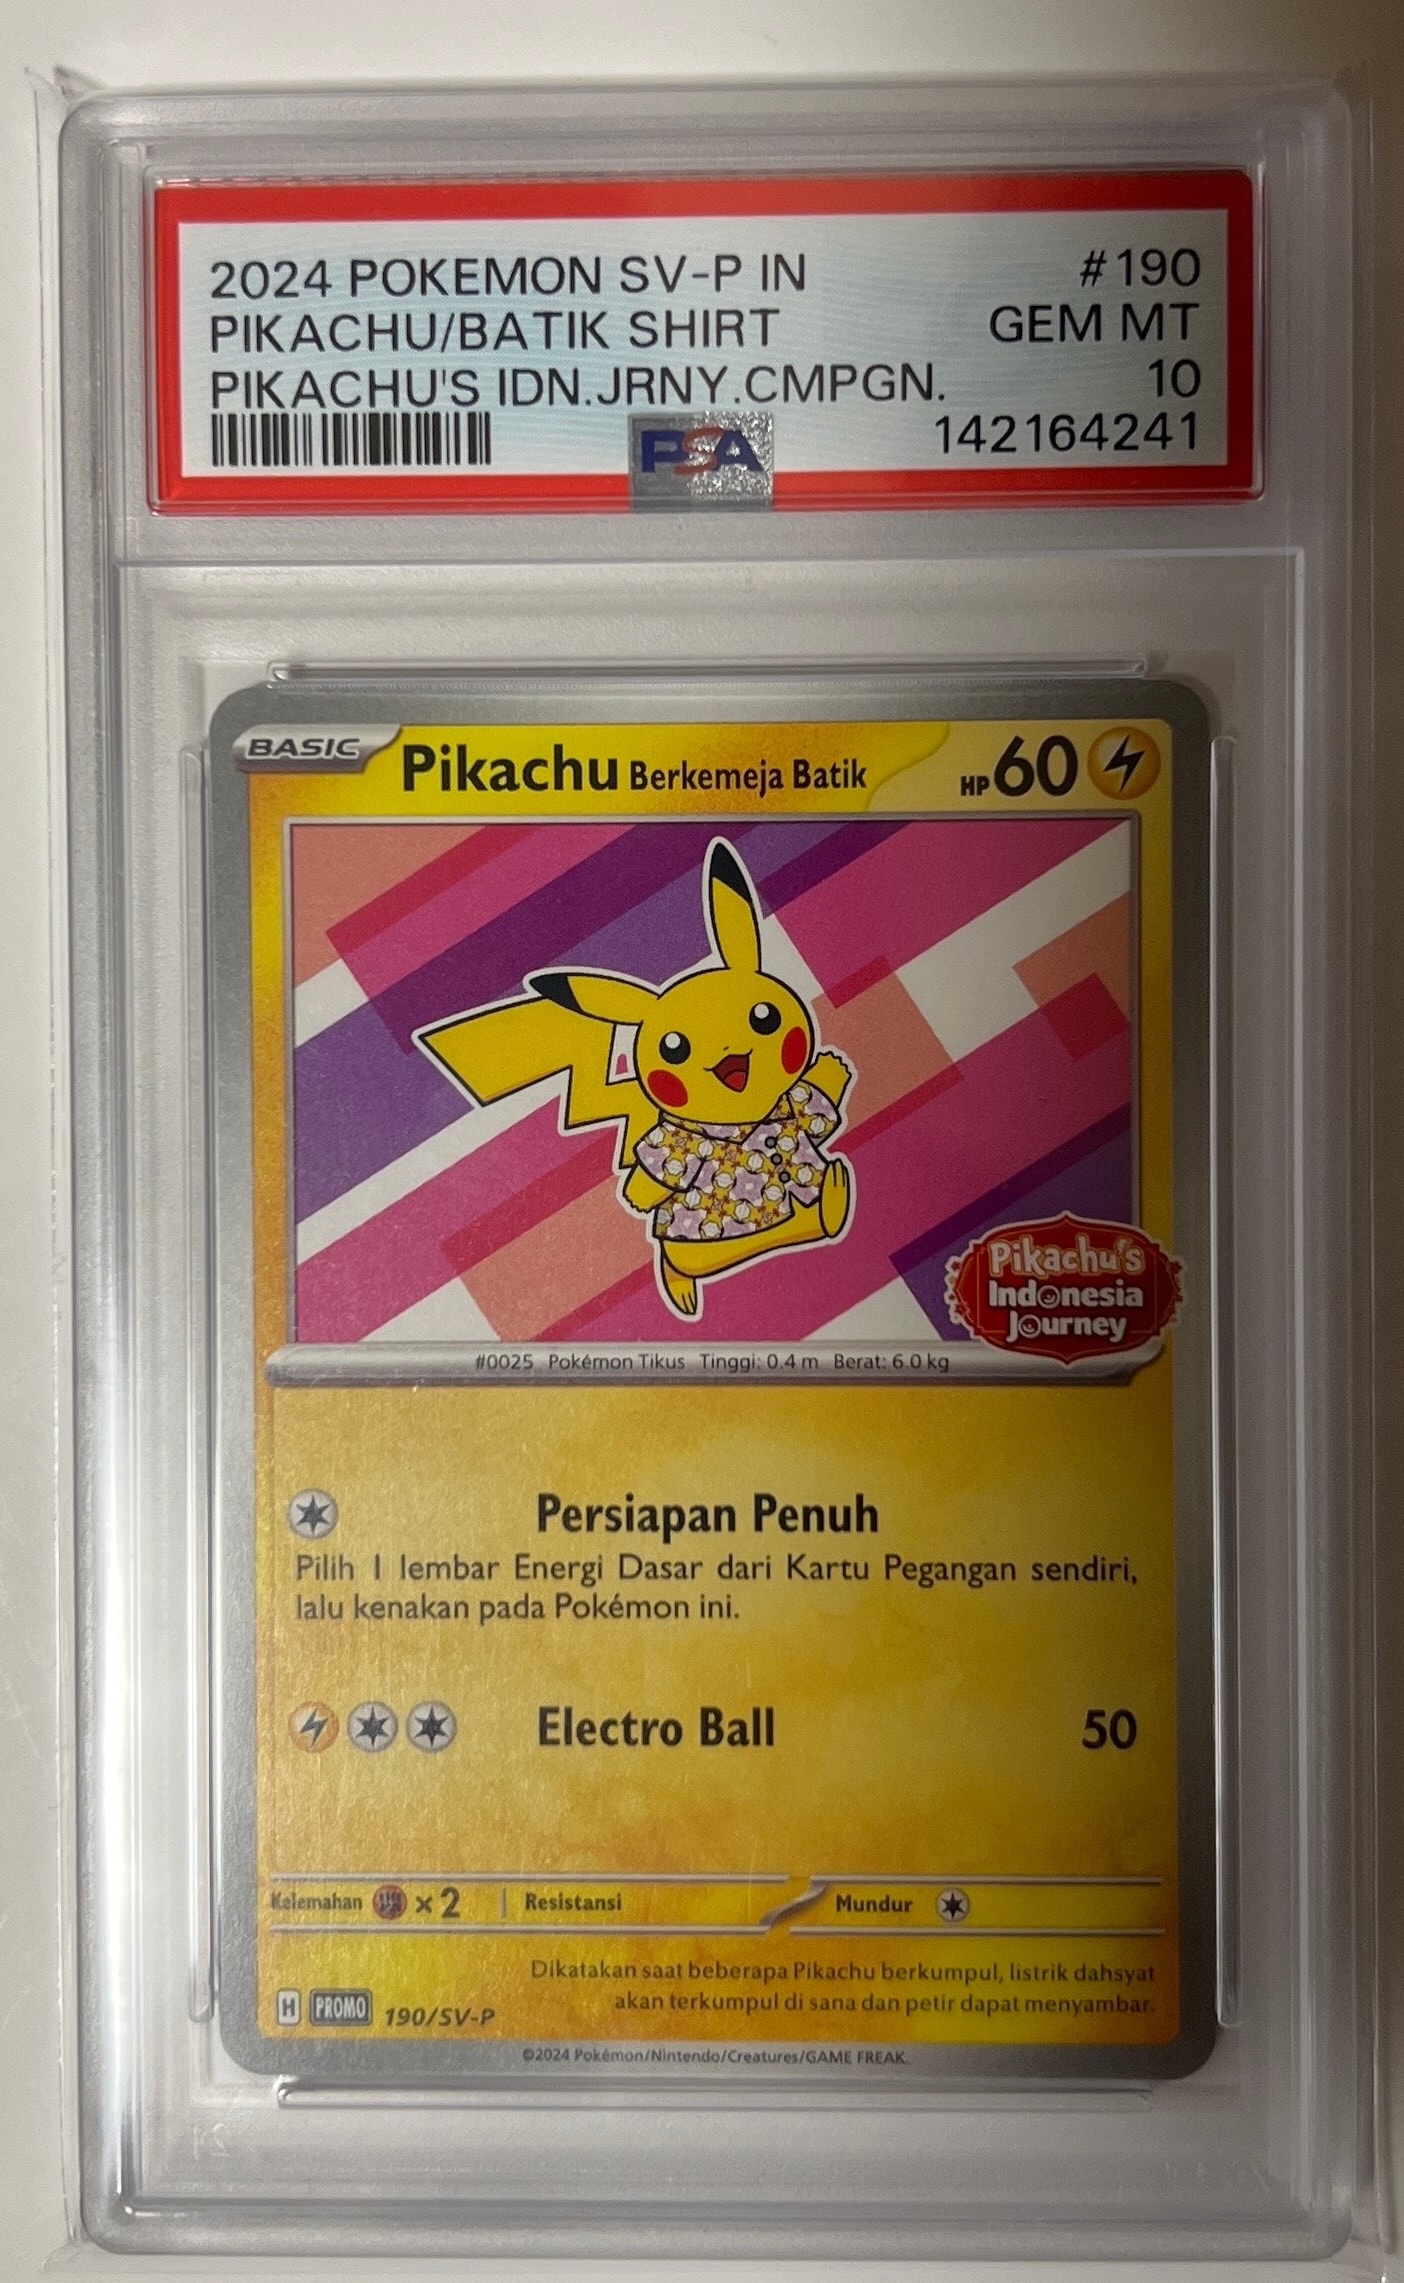 2024 POKEMON SV-P IN #190
PIKACHU/BATIK SHIRT GEM MT
PIKACHU'S IDN.JRNY.CMPGN. 10
PSA 142164241
BASIC Pikachu Berkemeja Batik HP 60
Pikachu's
Indonesia
Journey
#0025 Pokémon Tikus Tinggi: 0.4 m Berat: 6.0 kg
Persiapan Penuh
Pilih 1 lembar Energi Dasar dari Kartu Pegangan sendiri,
lalu kenakan pada Pokémon ini.
Electro Ball 50
Kelemahan ×2 Resistansi Mundur
Dikatakan saat beberapa Pikachu berkumpul, listrik dahsyat
akan terkumpul di sana dan petir dapat menyambar.
H PROMO 190/SV-P
©2024 Pokémon/Nintendo/Creatures/GAME FREAK.